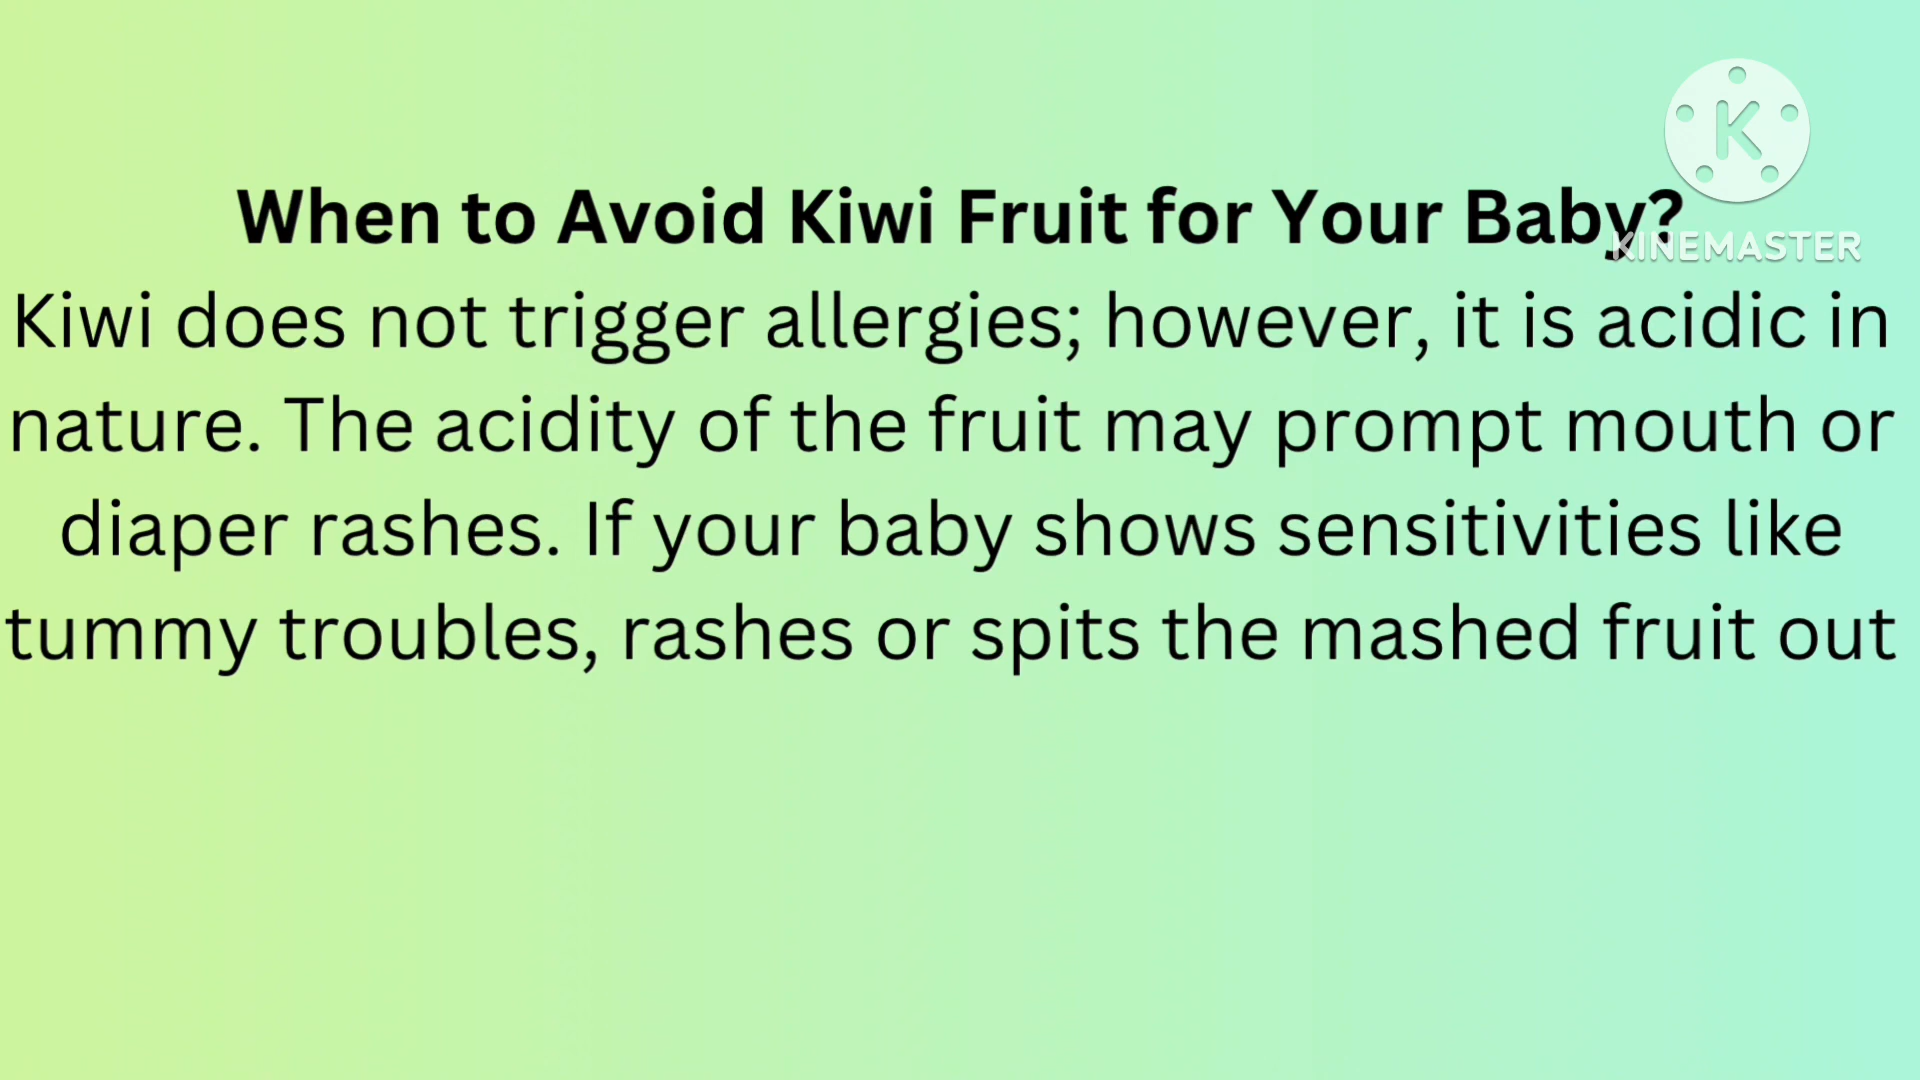 When to Avoid Kiwi Fruit for Your Baby?
KINEMASTER
Kiwi does not trigger allergies; however, it is acidic in
nature. The acidity of the fruit may prompt mouth or
diaper rashes. If your baby shows sensitivities like
tummy troubles, rashes or spits the mashed fruit out